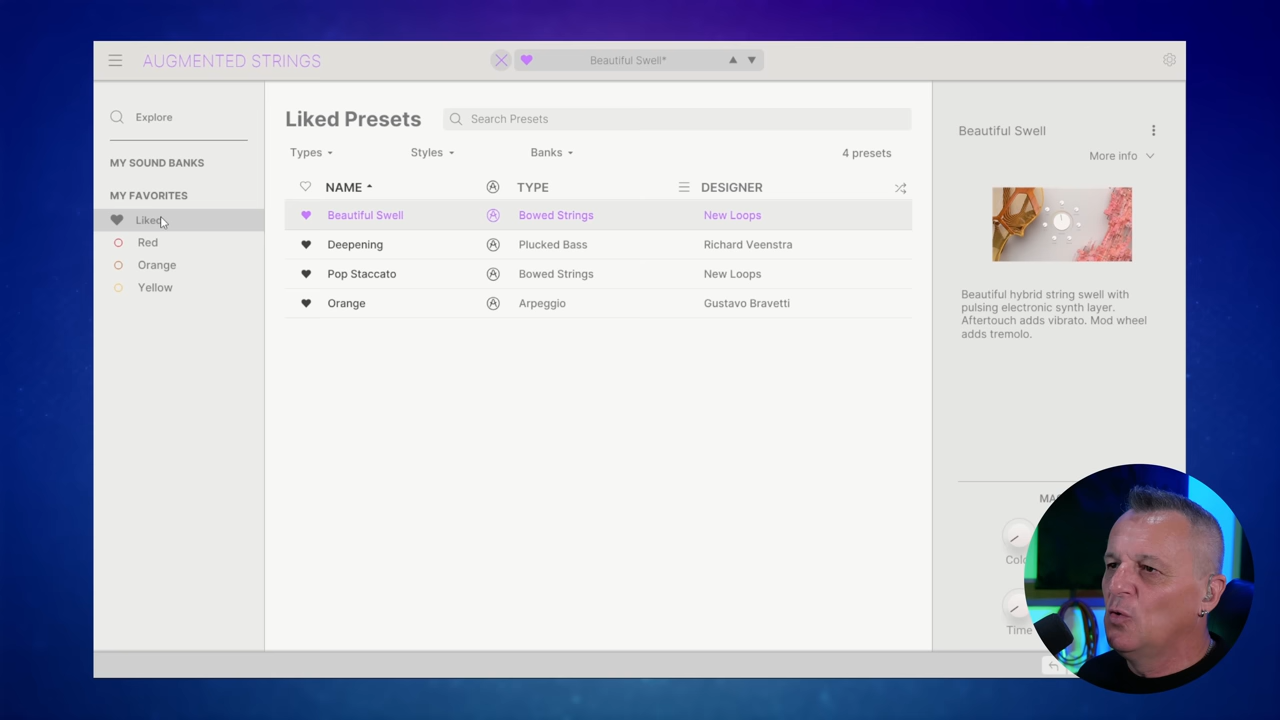 AUGMENTED STRINGS
Beautiful Swell*
Explore
MY SOUND BANKS
MY FAVORITES
Liked
Red
Orange
Yellow
Liked Presets
Search Presets
Types
Styles
Banks
4 presets
NAME
TYPE
DESIGNER
Beautiful Swell Bowed Strings New Loops
Deepening Plucked Bass Richard Veenstra
Pop Staccato Bowed Strings New Loops
Orange Arpeggio Gustavo Bravetti
Beautiful Swell
More info
Beautiful hybrid string swell with
pulsing electronic synth layer.
Aftertouch adds vibrato. Mod wheel
adds tremolo.
Time